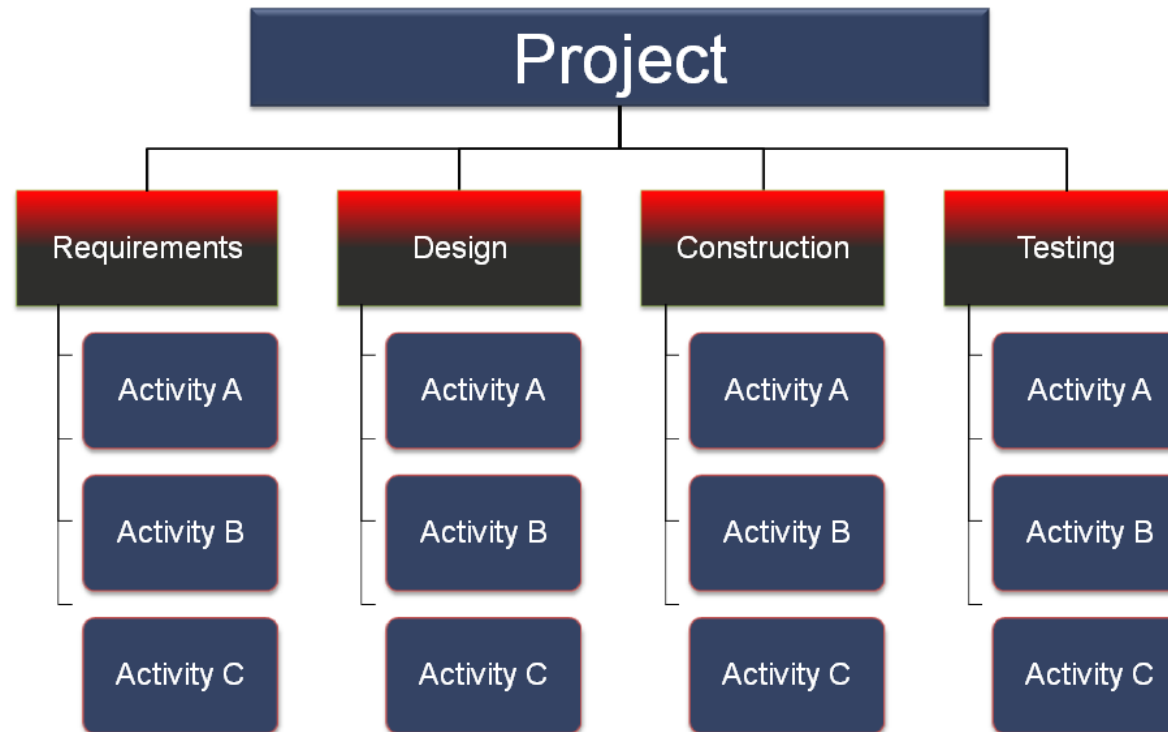 Project
Requirements
Design
Construction
Testing
Activity A
Activity A
Activity A
Activity A
Activity B
Activity B
Activity B
Activity B
Activity C
Activity C
Activity C
Activity C